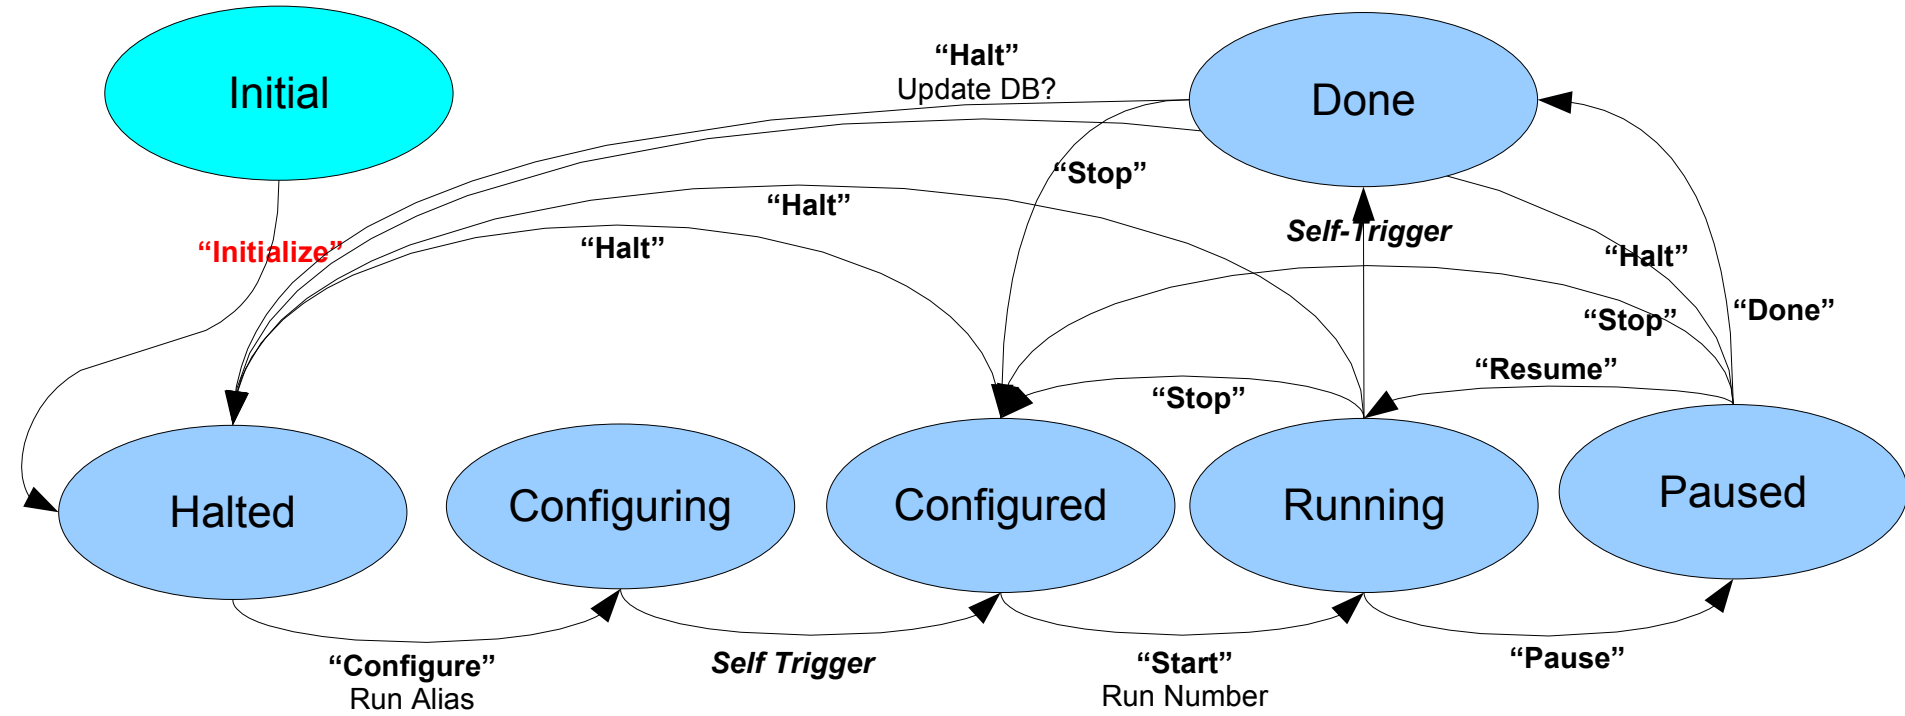 Initial
“Halt”
Update DB?
Done
“Stop”
“Halt”
“Initialize”
“Halt”
Self-Trigger
“Halt”
“Done”
“Stop”
“Resume”
“Stop”
Halted
Configuring
Configured
Running
Paused
“Configure”
Run Alias
Self Trigger
“Start”
Run Number
“Pause”